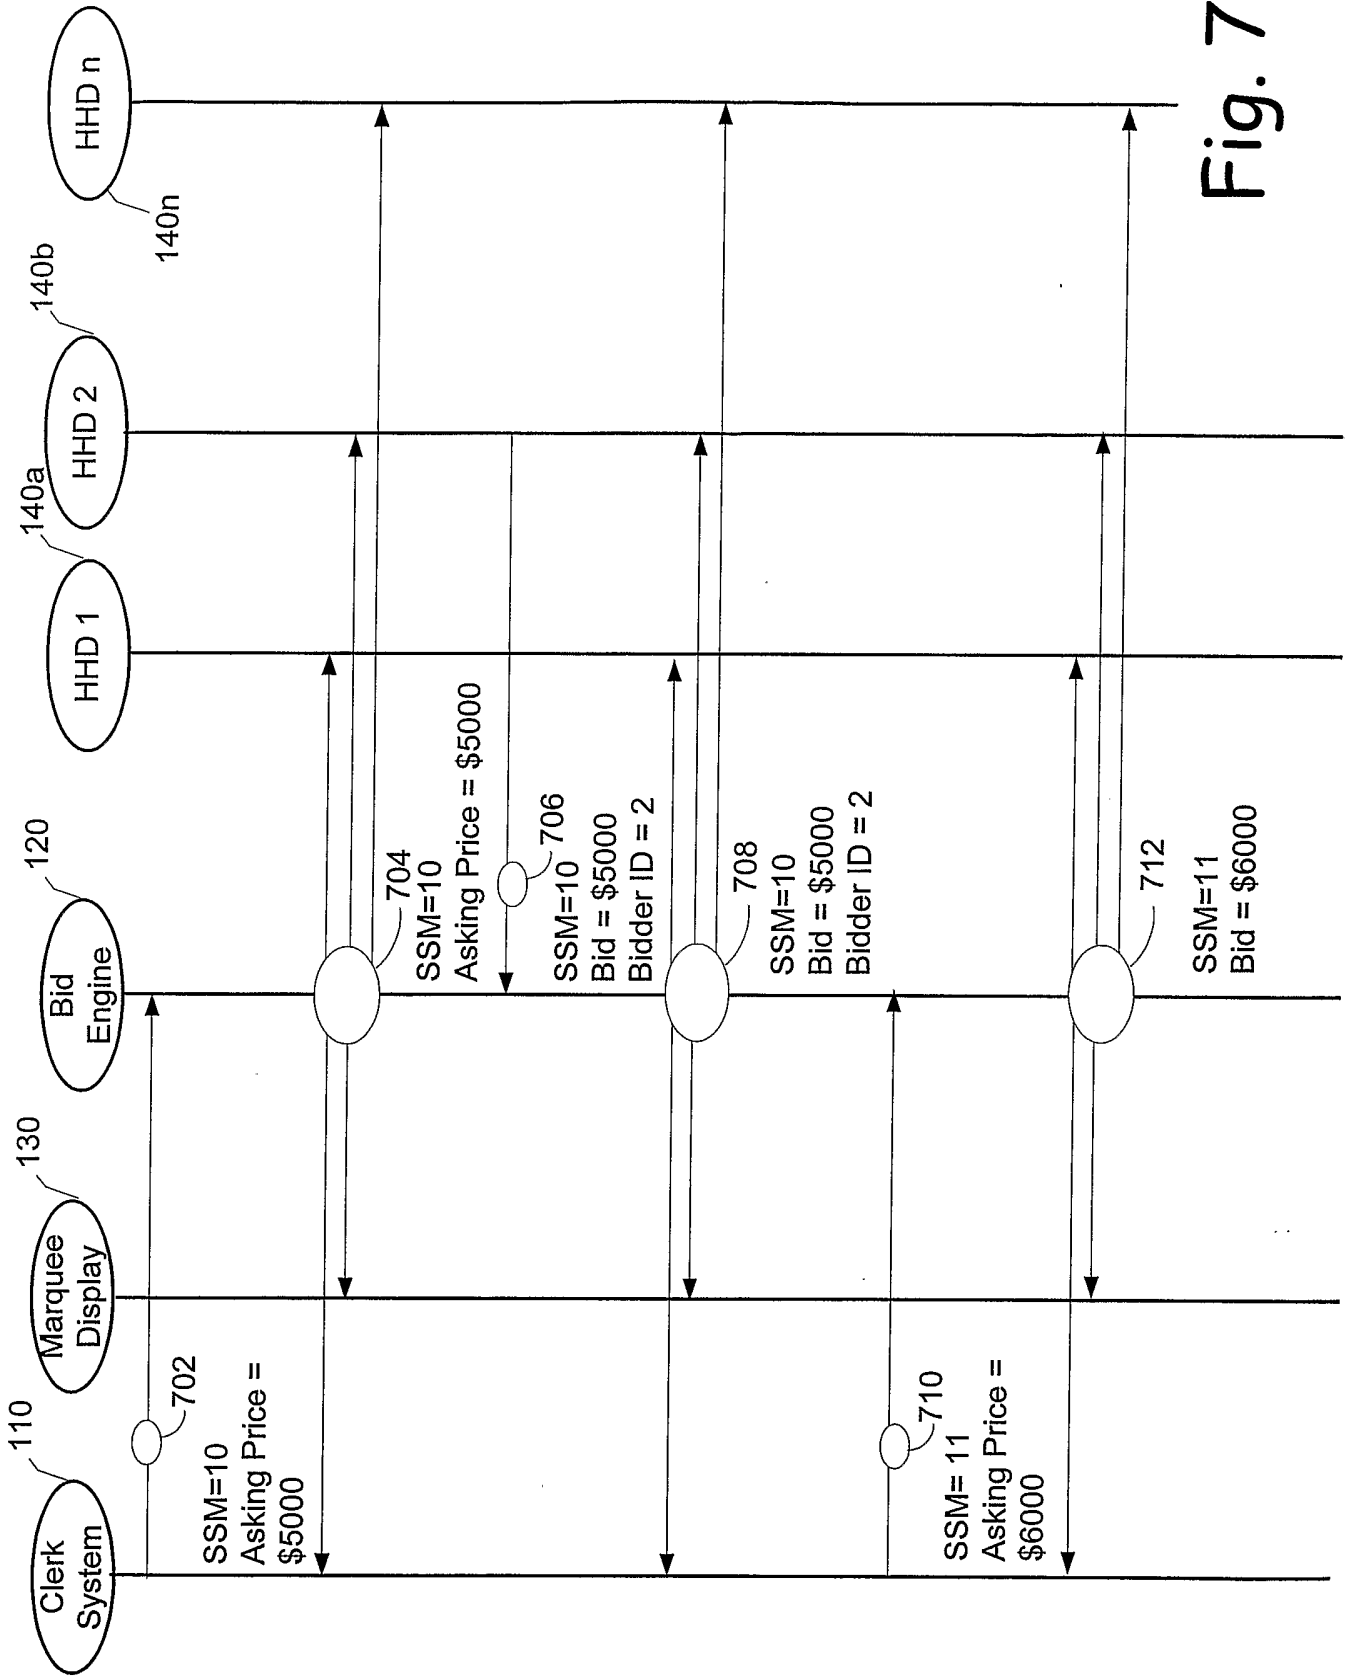 110
Clerk
System
130
Marquee
Display
120
Bid
Engine
140a
HHD 1
140b
HHD 2
HHD n
140n
702
SSM=10
Asking Price =
$5000
704
SSM=10
Asking Price = $5000
706
SSM=10
Bid = $5000
Bidder ID = 2
708
SSM=10
Bid = $5000
Bidder ID = 2
710
SSM= 11
Asking Price =
$6000
712
SSM=11
Bid = $6000
Fig. 7